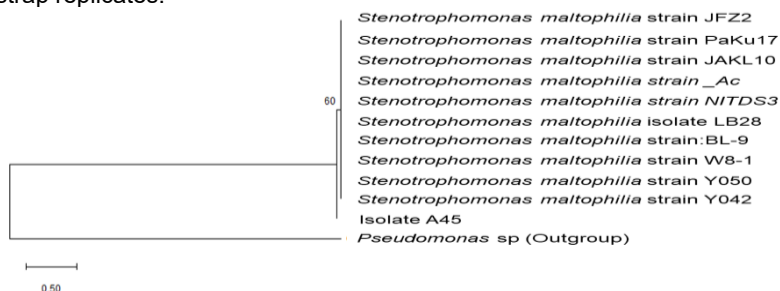 strap replicates.
Stenotrophomonas maltophilia strain JFZ2
Stenotrophomonas maltophilia strain PaKu17
Stenotrophomonas maltophilia strain JAKL10
Stenotrophomonas maltophilia strain _Ac
60
Stenotrophomonas maltophilia strain NITDS3
Stenotrophomonas maltophilia isolate LB28
Stenotrophomonas maltophilia strain:BL-9
Stenotrophomonas maltophilia strain W8-1
Stenotrophomonas maltophilia strain Y050
Stenotrophomonas maltophilia strain Y042
Isolate A45
Pseudomonas sp (Outgroup)
0.50